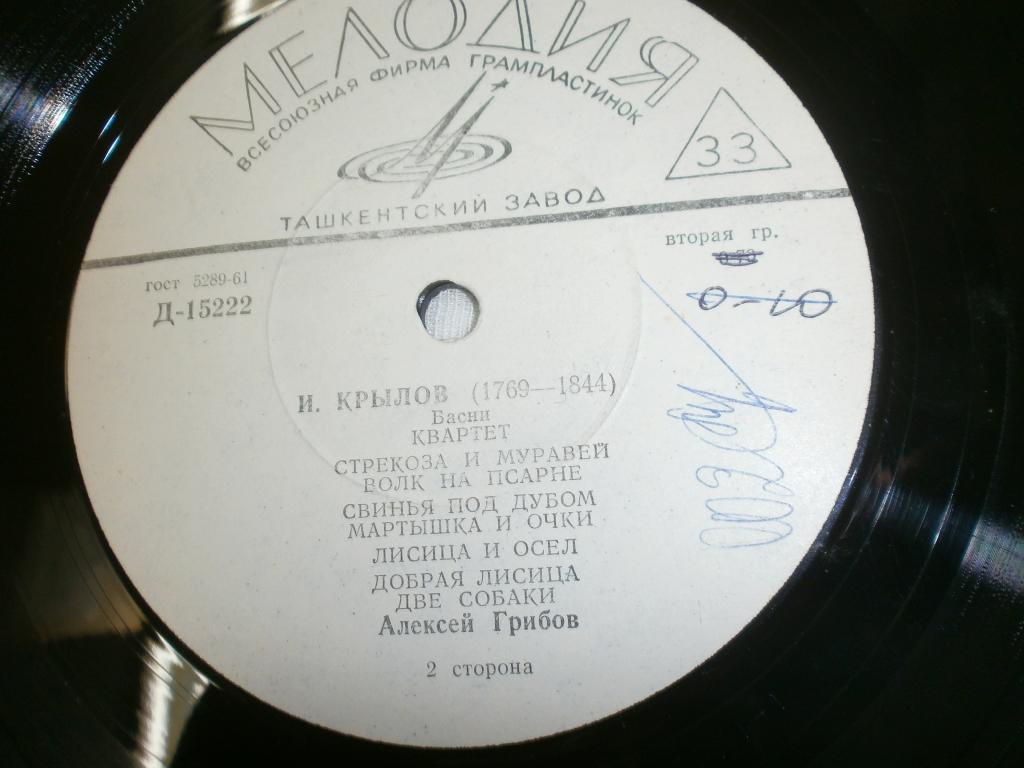 МЕЛОДИЯ
ВСЕСОЮЗНАЯ ФИРМА ГРАМПЛАСТИНОК
33
ТАШКЕНТСКИЙ ЗАВОД
гост 5289-61
Д-15222
вторая гр.
0-70
0-10
И. КРЫЛОВ (1769—1844)
Басни
КВАРТЕТ
СТРЕКОЗА И МУРАВЕЙ
ВОЛК НА ПСАРНЕ
СВИНЬЯ ПОД ДУБОМ
МАРТЫШКА И ОЧКИ
ЛИСИЦА И ОСЕЛ
ДОБРАЯ ЛИСИЦА
ДВЕ СОБАКИ
Алексей Грибов
2 сторона